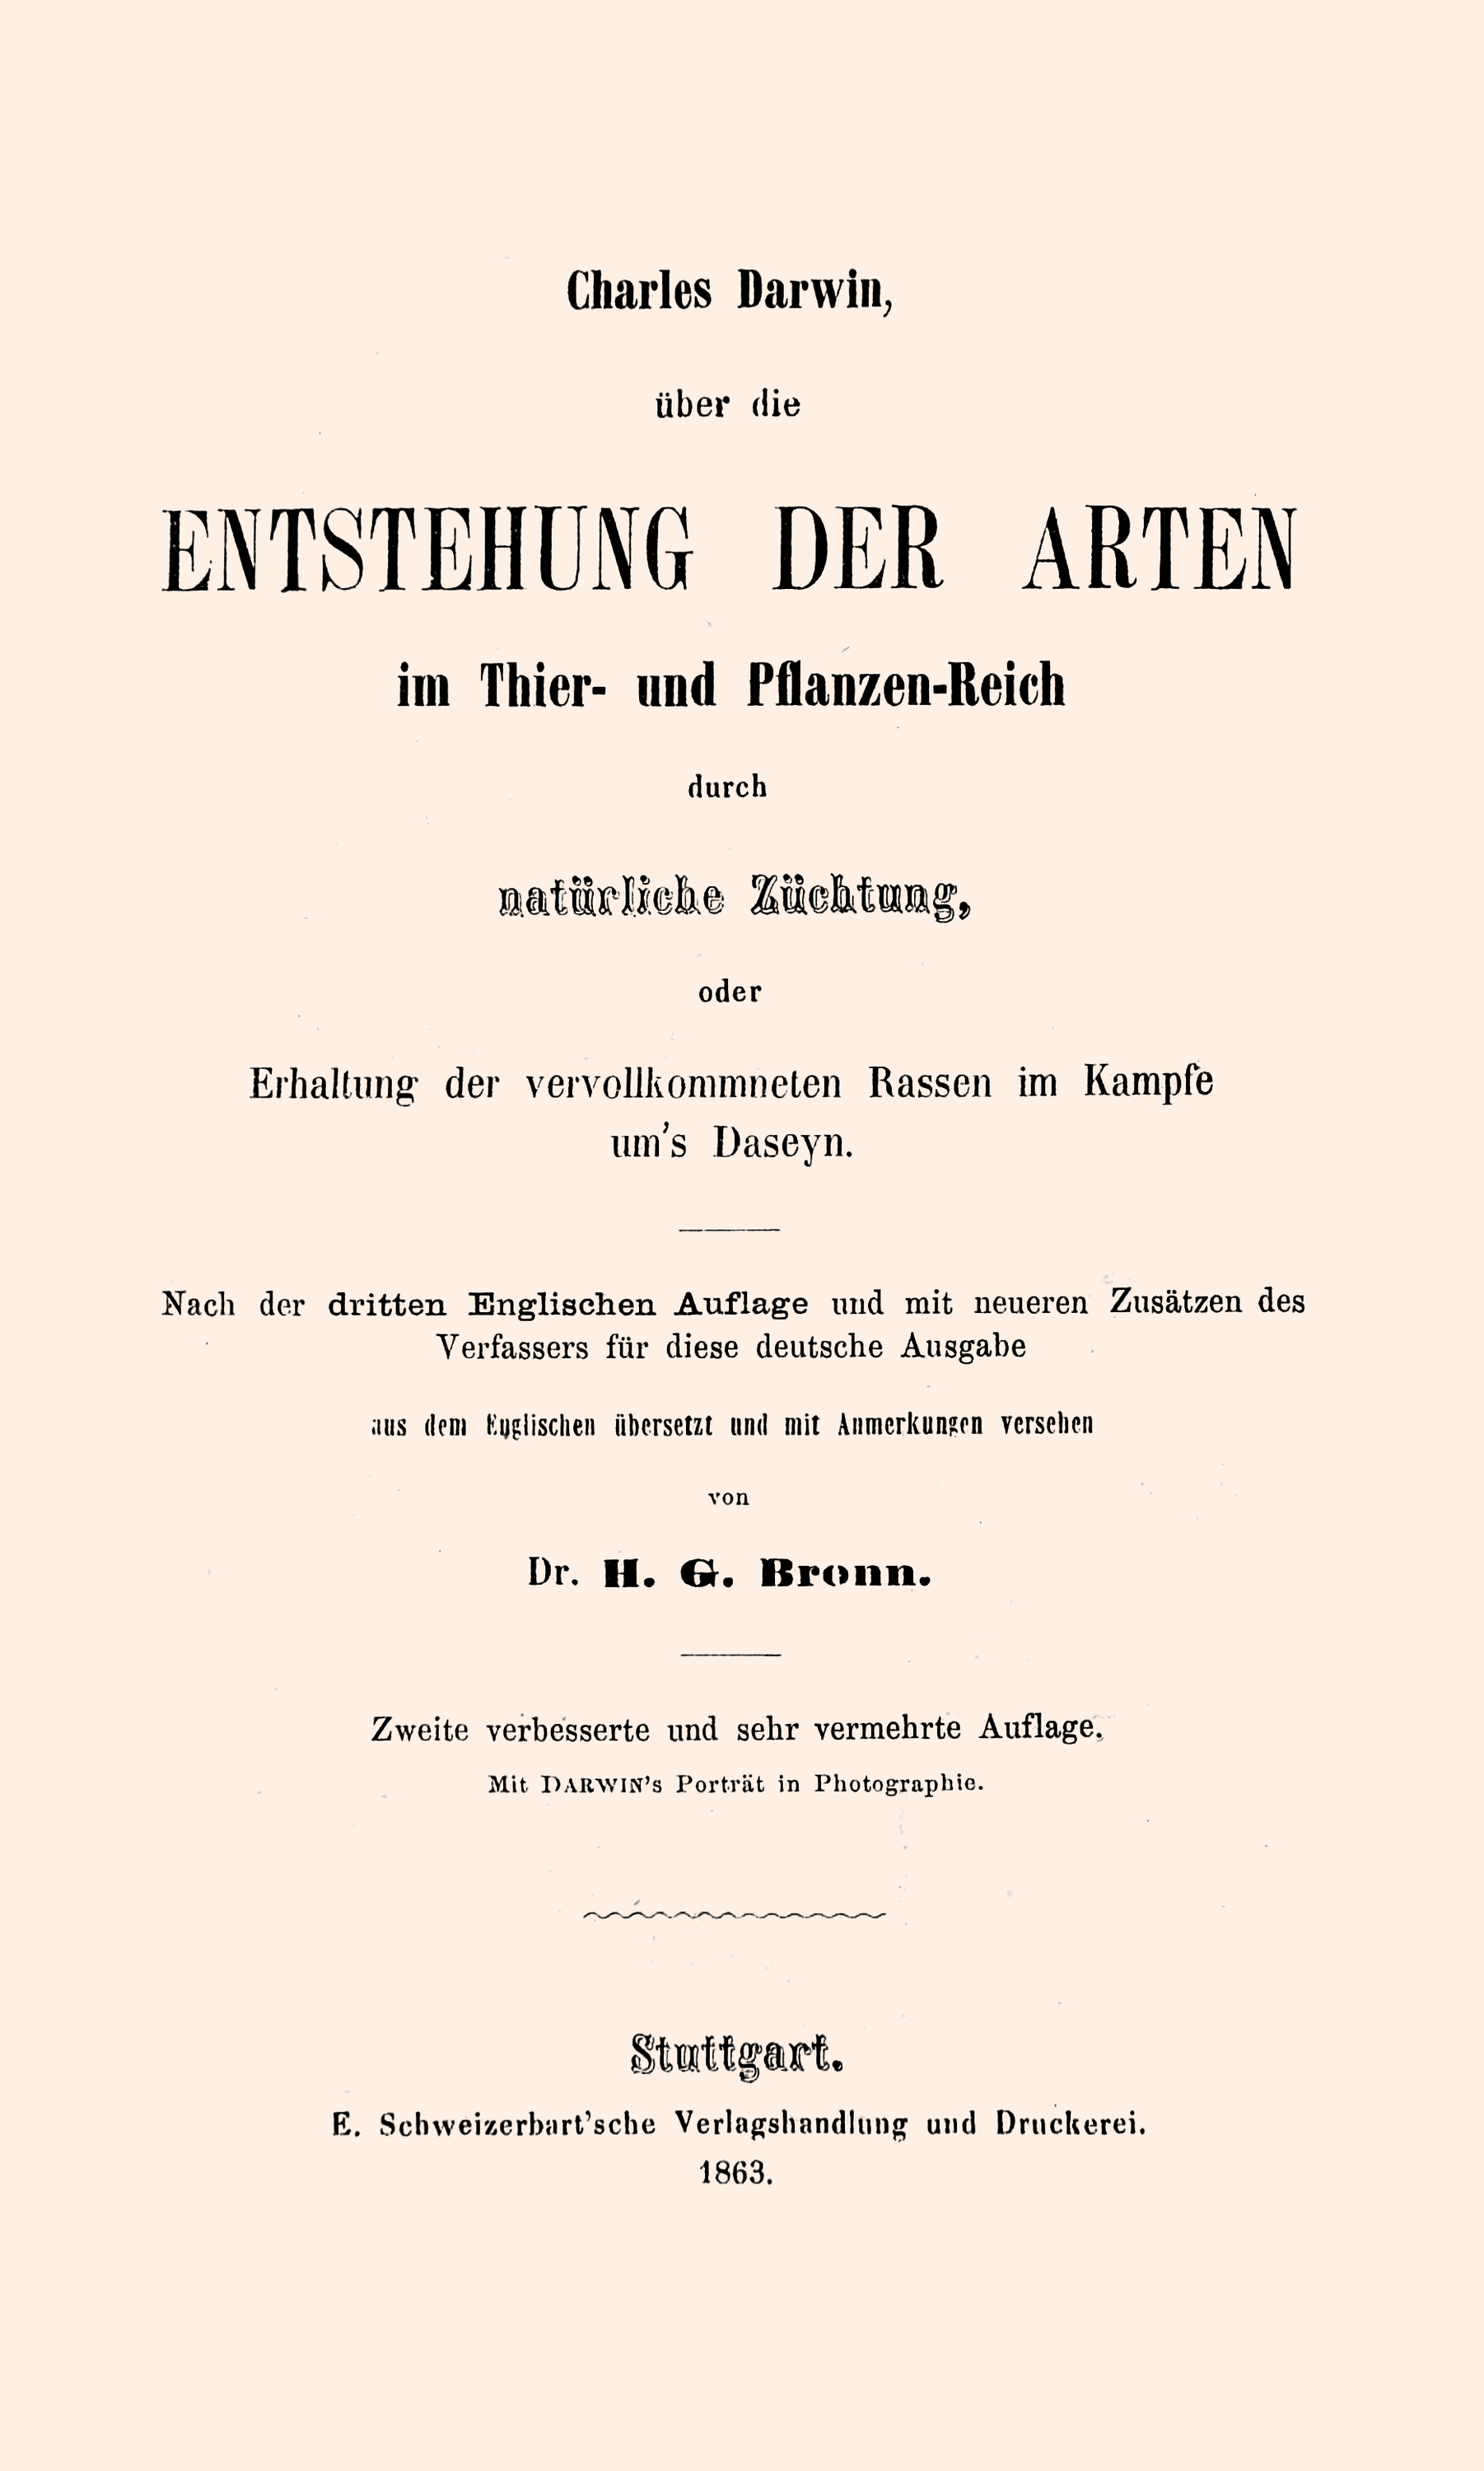 Charles Darwin,
über die
ENTSTEHUNG DER ARTEN
im Thier- und Pflanzen-Reich
durch
natürliche Züchtung,
oder
Erhaltung der vervollkommneten Rassen im Kampfe
um's Daseyn.
Nach der dritten Englischen Auflage und mit neueren Zusätzen des
Verfassers für diese deutsche Ausgabe
aus dem Englischen übersetzt und mit Anmerkungen versehen
von
Dr. H. G. Bronn.
Zweite verbesserte und sehr vermehrte Auflage.
Mit DARWIN's Porträt in Photographie.
Stuttgart.
E. Schweizerbart'sche Verlagshandlung und Druckerei.
1863.